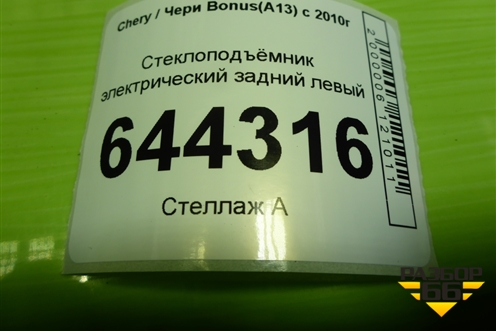 Chery / Чери Bonus(A13) с 2010г
Стеклоподъёмник
электрический задний левый
644316
Стеллаж А
2000006121011
РАЗБОР
66